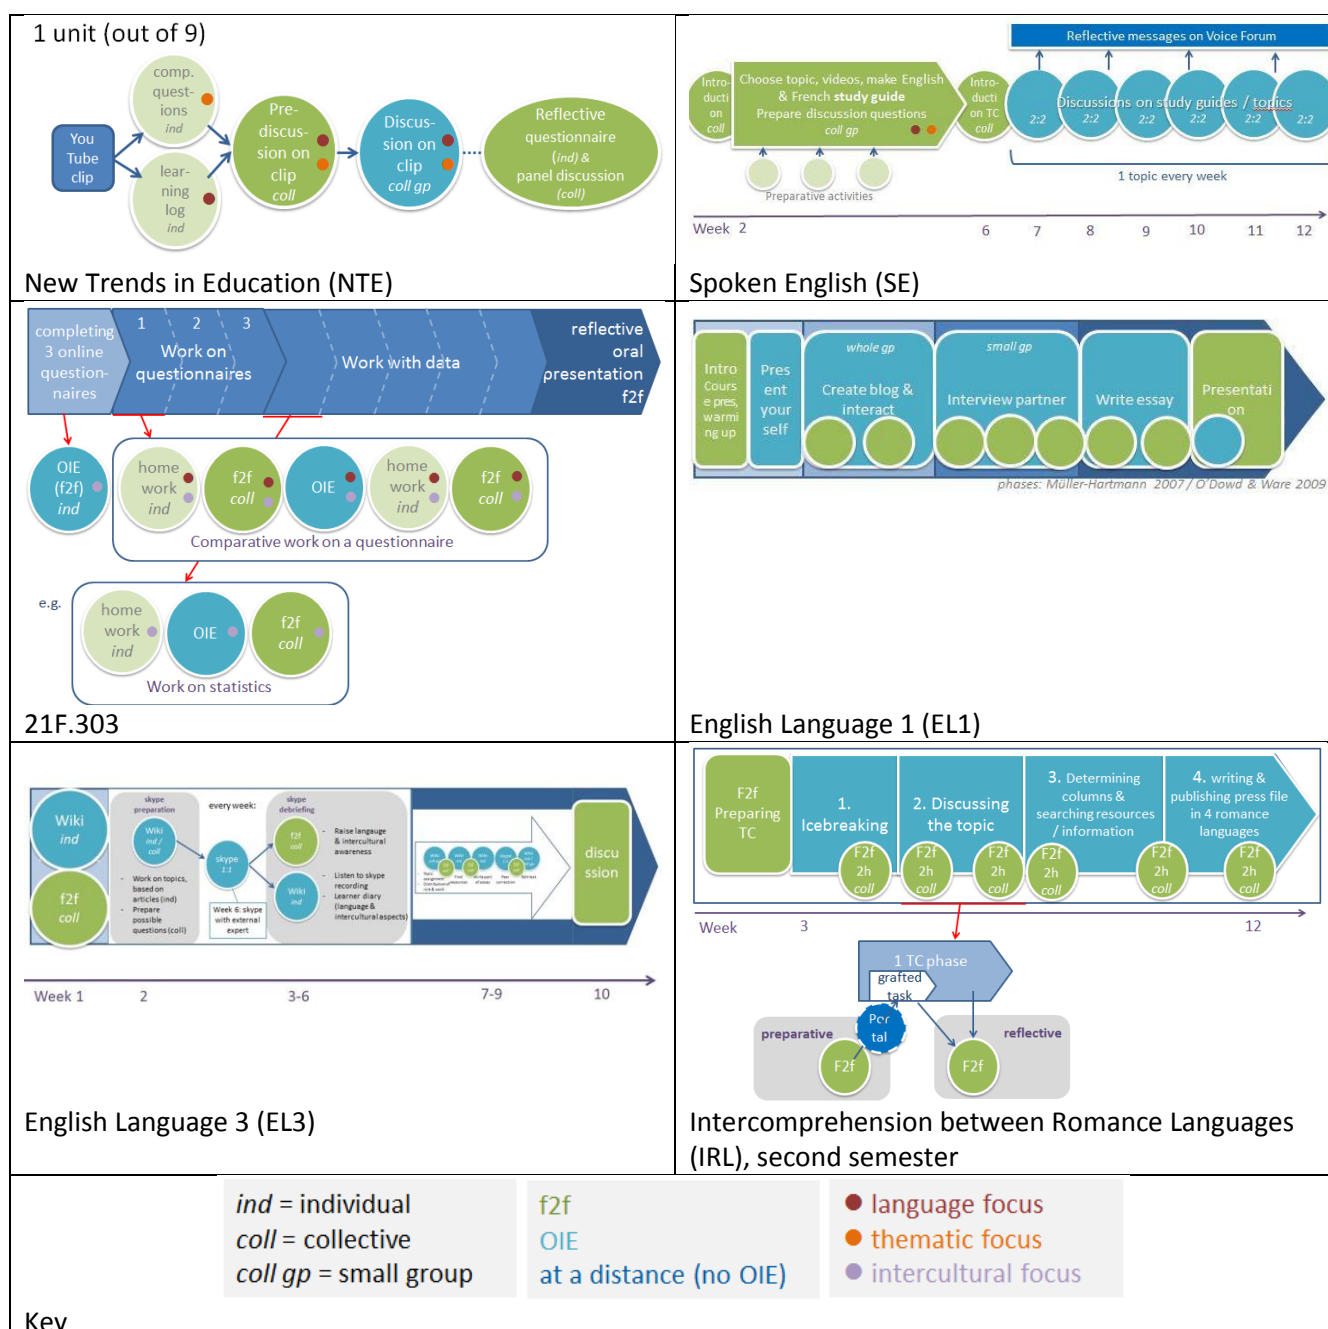 1 unit (out of 9)
You
Tube
clip
comp.
quest-
ions
ind
lear-
ning
log
ind
Pre-
discus-
sion on
clip
coll
Discus-
sion on
clip
coll gp
Reflective
questionnaire
(ind) &
panel discussion
(coll)
New Trends in Education (NTE)
Reflective messages on Voice Forum
Intro-
ducti
on
coll
Choose topic, videos, make English
& French study guide
Prepare discussion questions
coll gp
Preparative activities
Intro-
ducti
on TC
coll
Discussions on study guides / topics
2:2
2:2
2:2
2:2
2:2
1 topic every week
Week 2
6
7
8
9
10
11
12
Spoken English (SE)
completing
3 online
question-
naires
1
2
3
Work on
questionnaires
Work with data
reflective
oral
presentation
f2f
OIE
(f2f)
ind
home
work
ind
f2f
coll
OIE
home
work
ind
f2f
coll
Comparative work on a questionnaire
e.g.
home
work
ind
OIE
f2f
coll
Work on statistics
21F.303
Intro
Cours
e pres,
warmi
ng up
Pres
ent
your
self
whole gp
Create blog &
interact
small gp
Interview partner
Write essay
Presentati
on
phases: Müller-Hartmann 2007 / O'Dowd & Ware 2009
English Language 1 (EL1)
Wiki
ind
f2f
coll
skype
preparation
Wiki
ind /
coll
- Work on topics,
based on
articles (ind)
- Prepare
possible
questions (coll)
every week:
skype
1:1
Week 6: skype
with external
expert
skype
debriefing
f2f
coll
Wiki
ind
- Raise langauge
& intercultural
awareness
- Listen to skype
recording
- Learner diary
(language &
intercultural aspects)
discu
ssion
Week 1
2
3-6
7-9
10
English Language 3 (EL3)
F2f
Preparing
TC
1.
Icebreaking
2. Discussing
the topic
3. Determining
columns &
searching resources
/ information
4. writing &
publishing press file
in 4 romance
languages
F2f
2h
coll
F2f
2h
coll
F2f
2h
coll
F2f
2h
coll
F2f
2h
coll
F2f
2h
coll
Week
3
12
1 TC phase
grafted
task
Por
tal
preparative
F2f
reflective
F2f
Intercomprehension between Romance Languages
(IRL), second semester
ind = individual
coll = collective
coll gp = small group
f2f
OIE
at a distance (no OIE)
language focus
thematic focus
intercultural focus
Key